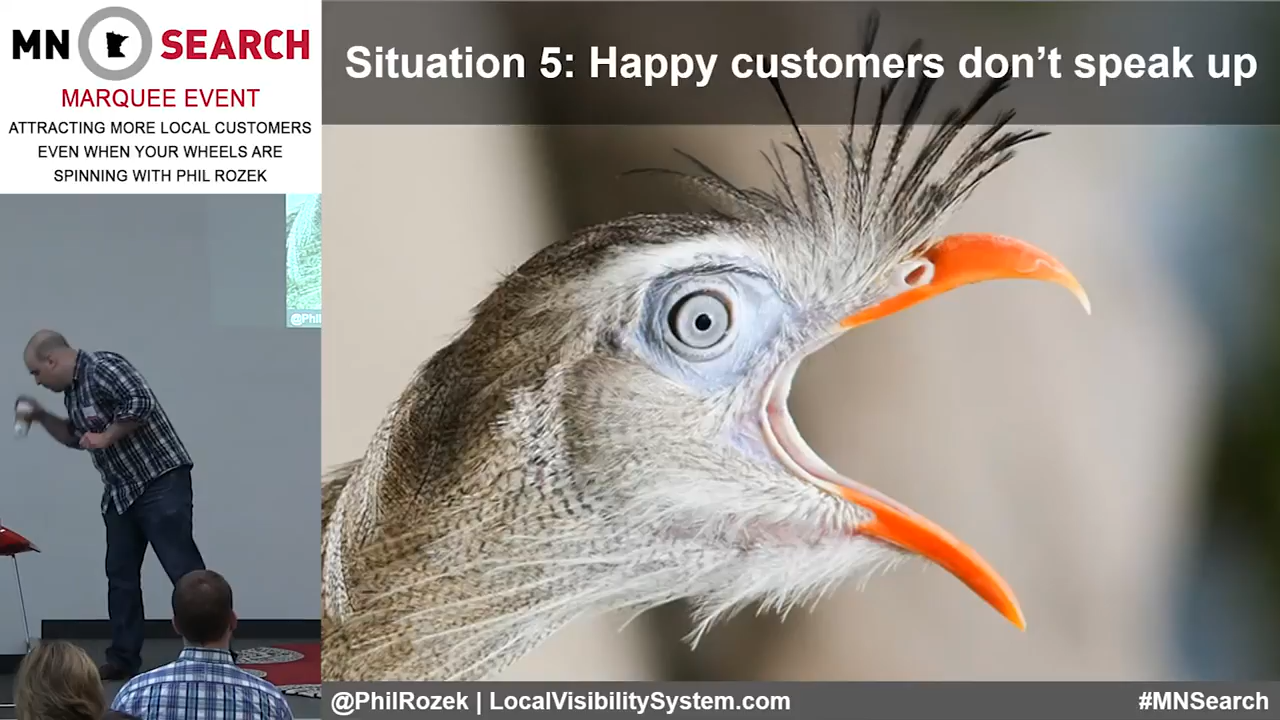 MN SEARCH
MARQUEE EVENT
ATTRACTING MORE LOCAL CUSTOMERS
EVEN WHEN YOUR WHEELS ARE
SPINNING WITH PHIL ROZEK
Situation 5: Happy customers don’t speak up
@Phil
@PhilRozek | LocalVisibilitySystem.com
#MNSearch